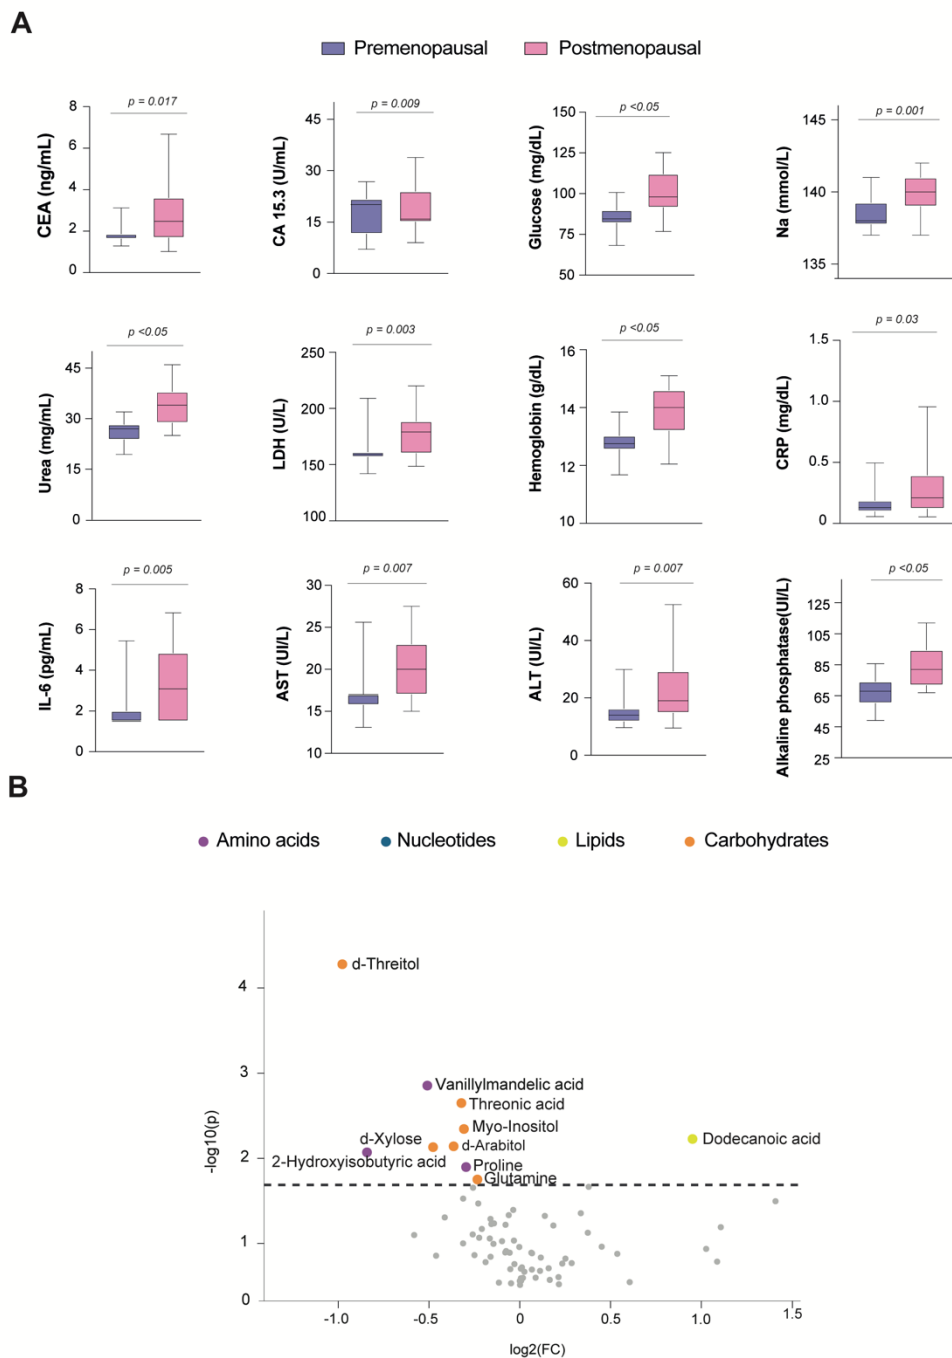 A
Premenopausal Postmenopausal
CEA (ng/mL)
p = 0.017
8
6
4
2
0
CA 15.3 (U/mL)
p = 0.009
45
30
15
0
Glucose (mg/dL)
p <0.05
150
125
100
75
50
Na (mmol/L)
p = 0.001
140
135
Urea (mg/mL)
p <0.05
45
30
15
0
LDH (U/L)
p = 0.003
250
200
150
100
Hemoglobin (g/dL)
p <0.05
16
14
12
10
CRP (mg/dL)
p = 0.03
1.5
1.0
0.5
0
IL-6 (pg/mL)
p = 0.005
8
6
4
2
0
AST (UI/L)
p = 0.007
30
25
20
15
10
ALT (UI/L)
p = 0.007
60
40
20
0
Alkaline phosphatase(UI/L)
p <0.05
125
105
85
65
45
25
B
Amino acids Nucleotides Lipids Carbohydrates
-log10(p)
4
3
2
1
0
d-Threitol
Vanillylmandelic acid
Threonic acid
Myo-Inositol
d-Xylose
d-Arabitol
Dodecanoic acid
2-Hydroxyisobutyric acid
Proline
Glutamine
-1.0 -0.5 0 0.5 1.0 1.5
log2(FC)